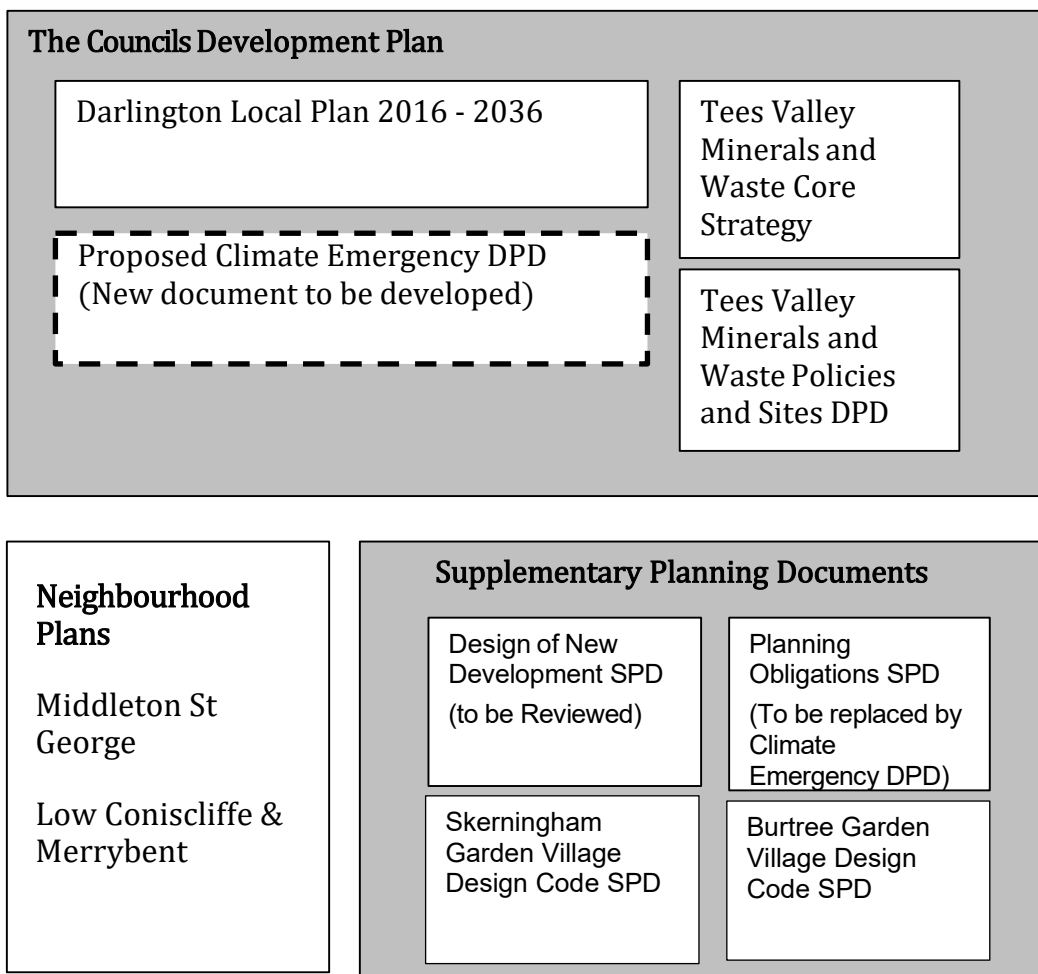 The Councils Development Plan
Darlington Local Plan 2016 - 2036
Proposed Climate Emergency DPD
(New document to be developed)
Tees Valley
Minerals and
Waste Core
Strategy
Tees Valley
Minerals and
Waste Policies
and Sites DPD
Neighbourhood
Plans
Middleton St
George
Low Coniscliffe &
Merrybent
Supplementary Planning Documents
Design of New
Development SPD
(to be Reviewed)
Planning
Obligations SPD
(To be replaced by
Climate
Emergency DPD)
Skerningham
Garden Village
Design Code SPD
Burtree Garden
Village Design
Code SPD